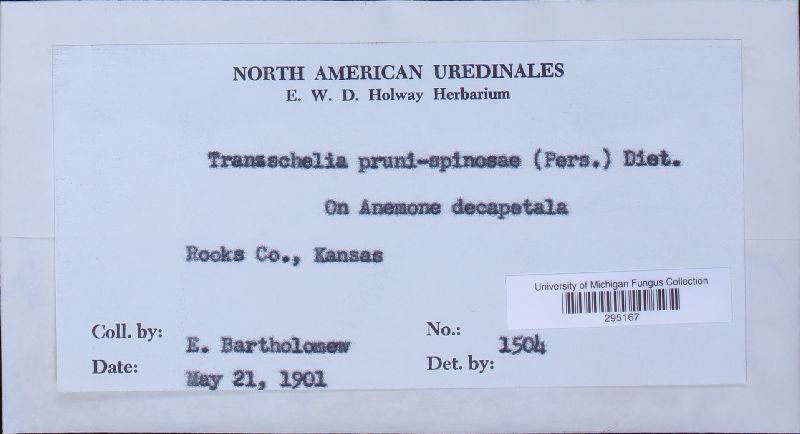 NORTH AMERICAN UREDINALES
E. W. D. Holway Herbarium
Transschelia pruni-spinosae (Pers.) Diet.
On Anemone decapetala
Rooks Co., Kansas
University of Michigan Fungus Collection
295167
Coll. by: E. Bartholomew
No.: 1504
Date: May 21, 1901
Det. by: